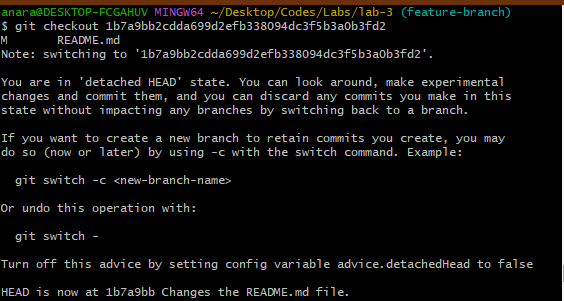 anara@DESKTOP-FCGAHUV MINGW64 ~/Desktop/Codes/Labs/lab-3 (feature-branch)
$ git checkout 1b7a9bb2cdda699d2efb338094dc3f5b3a0b3fd2
M       README.md
Note: switching to '1b7a9bb2cdda699d2efb338094dc3f5b3a0b3fd2'.

You are in 'detached HEAD' state. You can look around, make experimental
changes and commit them, and you can discard any commits you make in this
state without impacting any branches by switching back to a branch.

If you want to create a new branch to retain commits you create, you may
do so (now or later) by using -c with the switch command. Example:

  git switch -c <new-branch-name>

Or undo this operation with:

  git switch -

Turn off this advice by setting config variable advice.detachedHead to false

HEAD is now at 1b7a9bb Changes the README.md file.